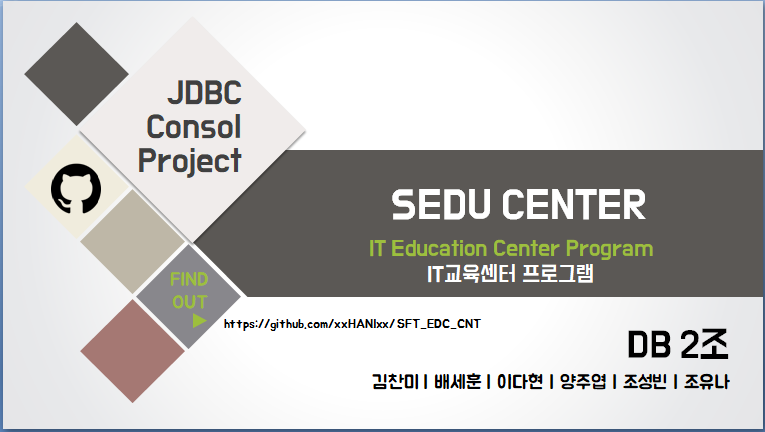 JDBC
Consol
Project
SEDU CENTER
IT Education Center Program
IT교육센터 프로그램
FIND
OUT
https://github.com/xxHANIxx/SFT_EDC_CNT
DB 2조
김찬미 | 배세훈 | 이다현 | 양주엽 | 조성빈 | 조유나